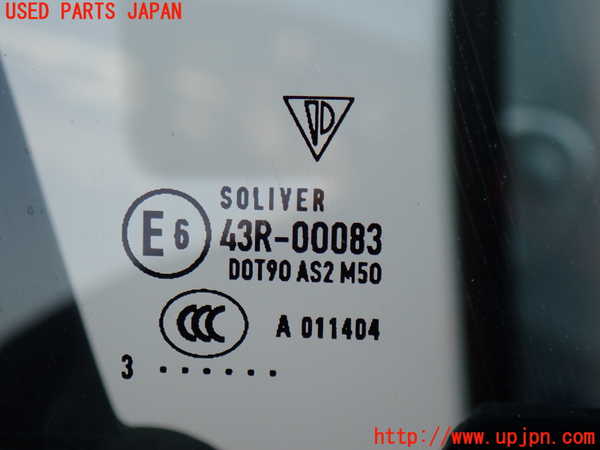 USED PARTS JAPAN
SOLIVER
E6 43R-00083
DOT90 AS2 M50
CCC A 011404
3 ......
http://www.upjpn.com/